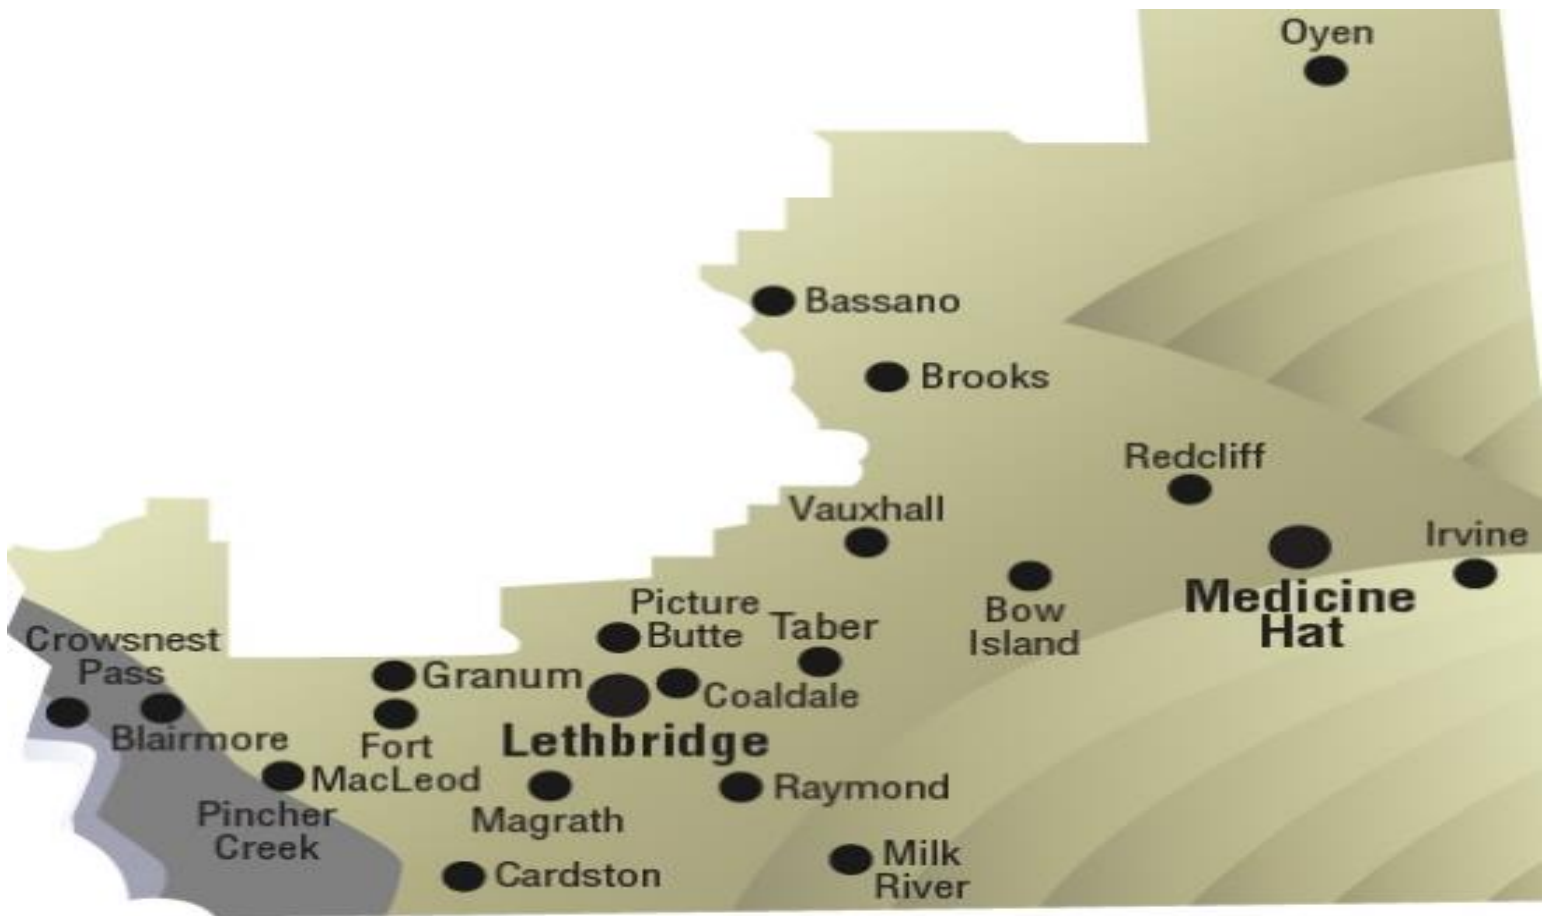 Oyen
Bassano
Brooks
Redcliff
Vauxhall
Irvine
Medicine
Hat
Bow
Island
Picture
Butte
Taber
Crowsnest
Pass
Granum
Coaldale
Blairmore
Fort
MacLeod
Lethbridge
Pincher
Creek
Magrath
Raymond
Cardston
Milk
River